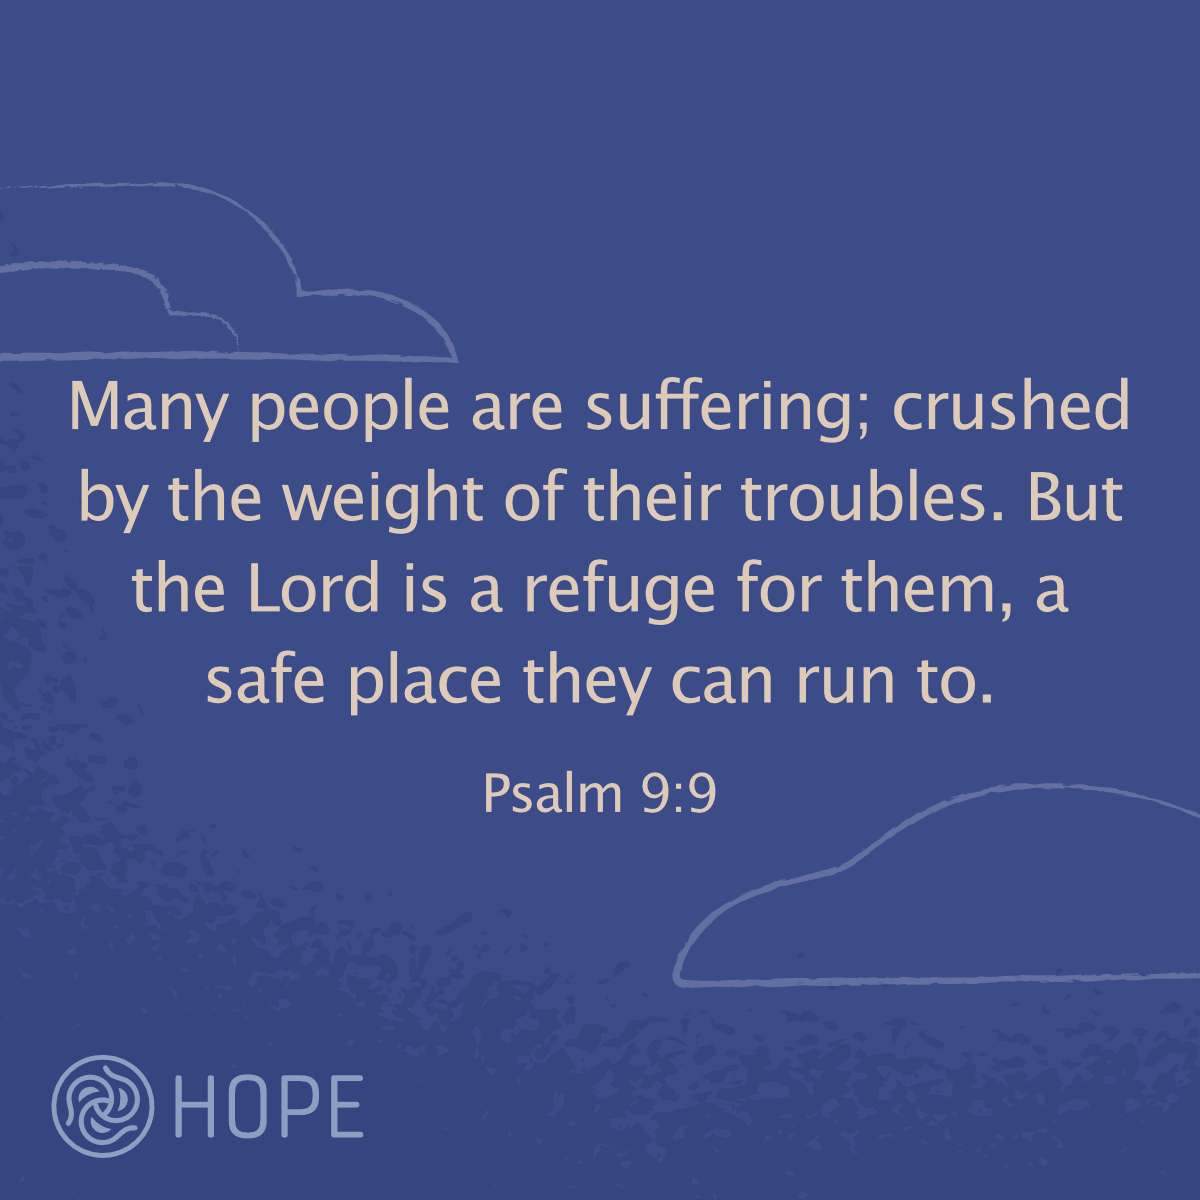 Many people are suffering; crushed
by the weight of their troubles. But
the Lord is a refuge for them, a
safe place they can run to.
Psalm 9:9
HOPE